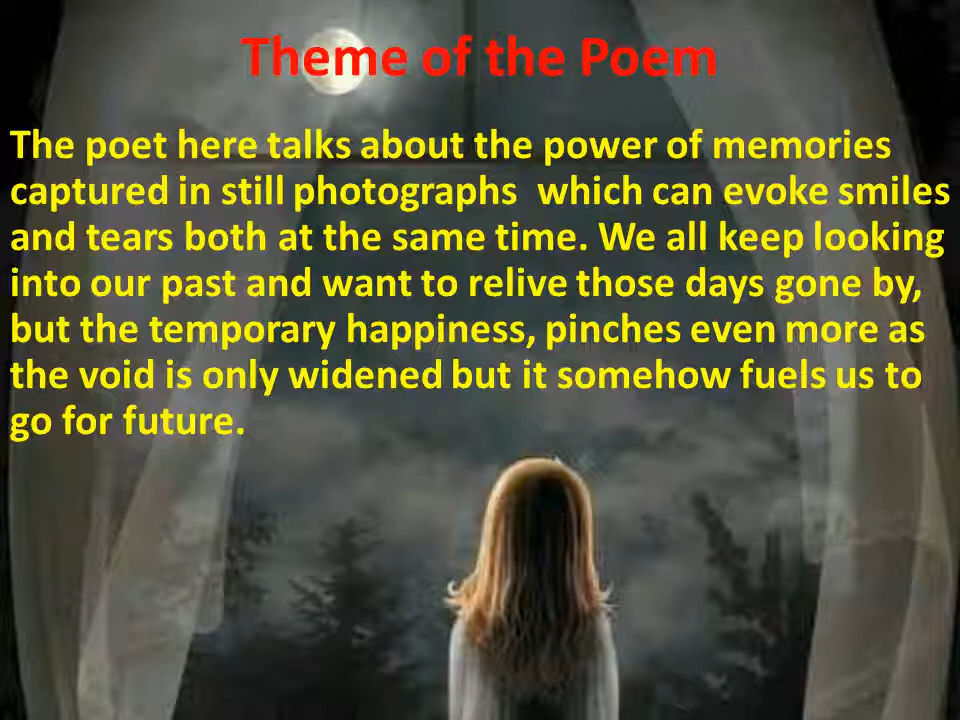 Theme of the Poem
The poet here talks about the power of memories
captured in still photographs  which can evoke smiles
and tears both at the same time. We all keep looking
into our past and want to relive those days gone by,
but the temporary happiness, pinches even more as
the void is only widened but it somehow fuels us to
go for future.